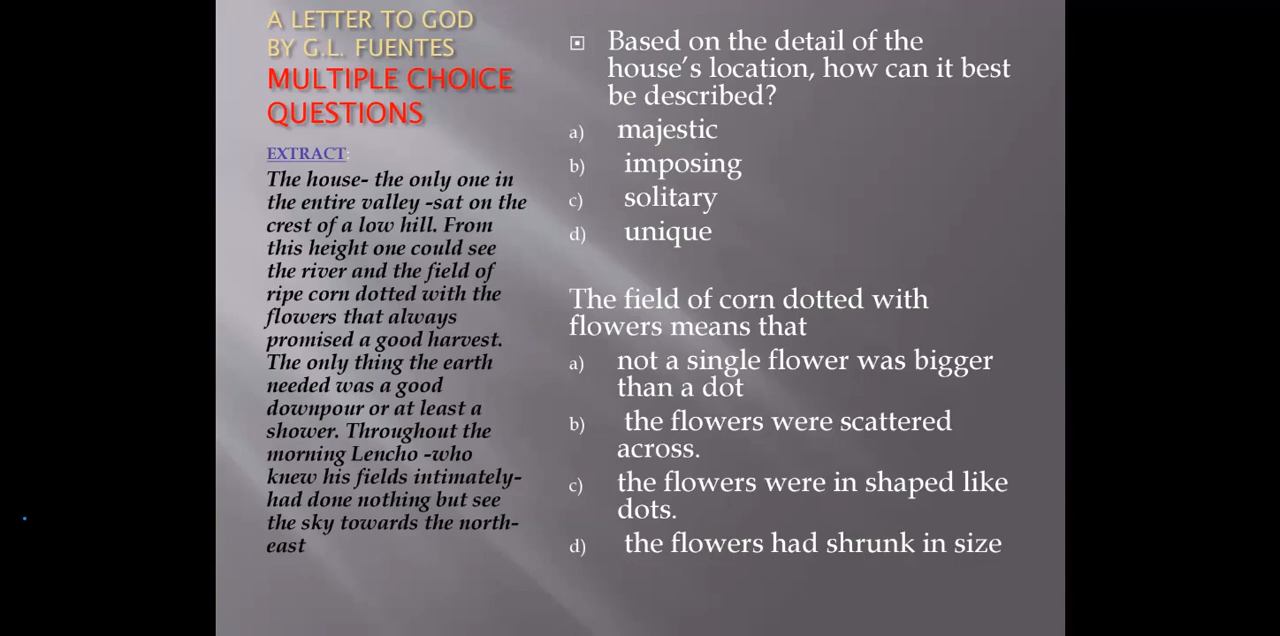 A LETTER TO GOD
BY G.L. FUENTES
MULTIPLE CHOICE
QUESTIONS
EXTRACT:
The house- the only one in
the entire valley -sat on the
crest of a low hill. From
this height one could see
the river and the field of
ripe corn dotted with the
flowers that always
promised a good harvest.
The only thing the earth
needed was a good
downpour or at least a
shower. Throughout the
morning Lencho -who
knew his fields intimately-
had done nothing but see
the sky towards the north-
east
Based on the detail of the
house's location, how can it best
be described?
a) majestic
b) imposing
c) solitary
d) unique
The field of corn dotted with
flowers means that
a) not a single flower was bigger
than a dot
b) the flowers were scattered
across.
c) the flowers were in shaped like
dots.
d) the flowers had shrunk in size